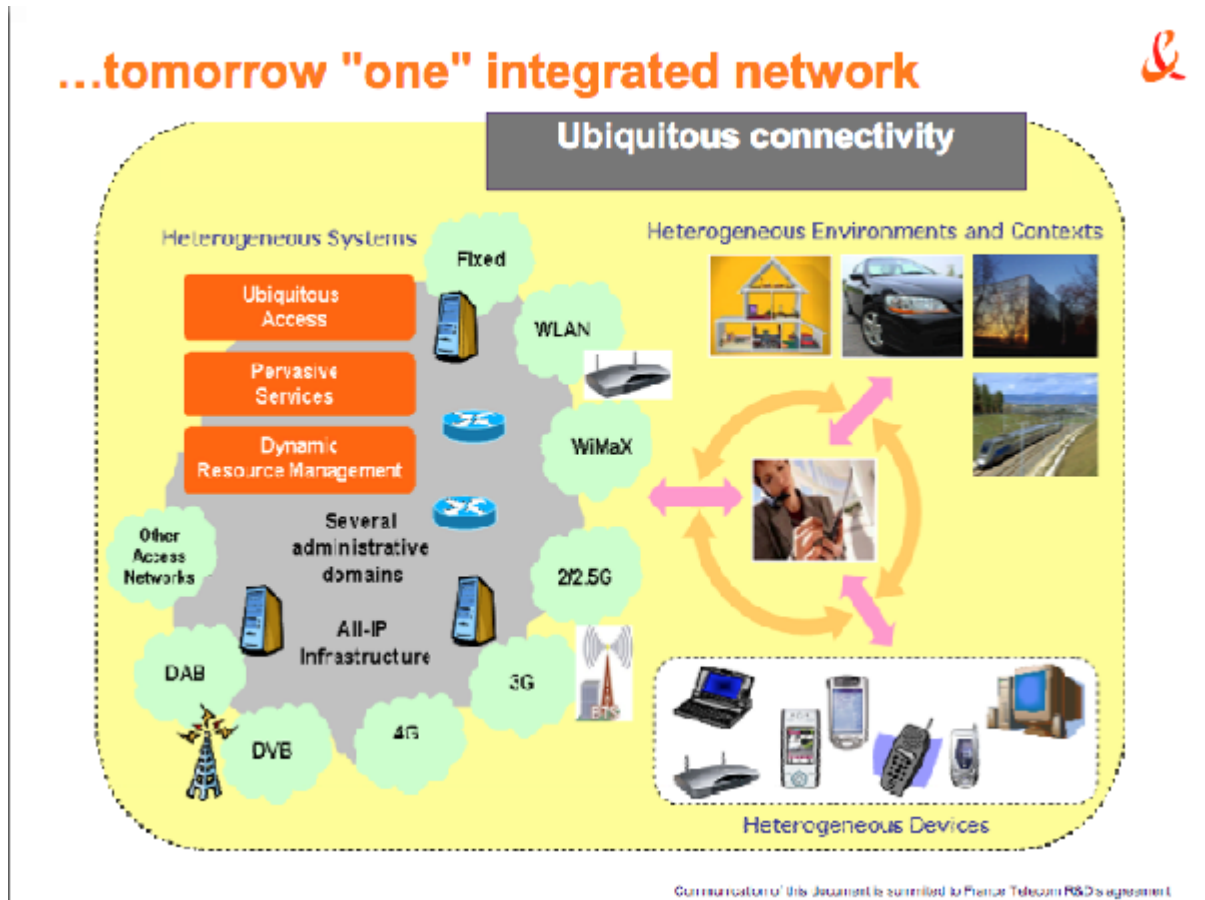 ...tomorrow "one" integrated network
Ubiquitous connectivity
Heterogeneous Systems
Heterogeneous Environments and Contexts
Fixed
Ubiquitous
Access
WLAN
Pervasive
Services
WiMaX
Dynamic
Resource Management
Several
administrative
domains
Other
Access
Networks
2/2.5G
All-IP
Infrastructure
DAB
3G
BTS
4G
DVB
Heterogeneous Devices
Communication of this document is submitted to France Telecom R&D's agreement